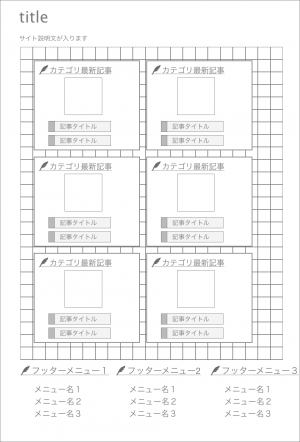 title
サイト説明文が入ります
カテゴリ最新記事
カテゴリ最新記事
記事タイトル
記事タイトル
記事タイトル
記事タイトル
カテゴリ最新記事
カテゴリ最新記事
記事タイトル
記事タイトル
記事タイトル
記事タイトル
カテゴリ最新記事
カテゴリ最新記事
記事タイトル
記事タイトル
記事タイトル
記事タイトル
フッターメニュー1 フッターメニュー2 フッターメニュー3
メニュー名1 メニュー名1 メニュー名1
メニュー名2 メニュー名2 メニュー名2
メニュー名3 メニュー名3 メニュー名3